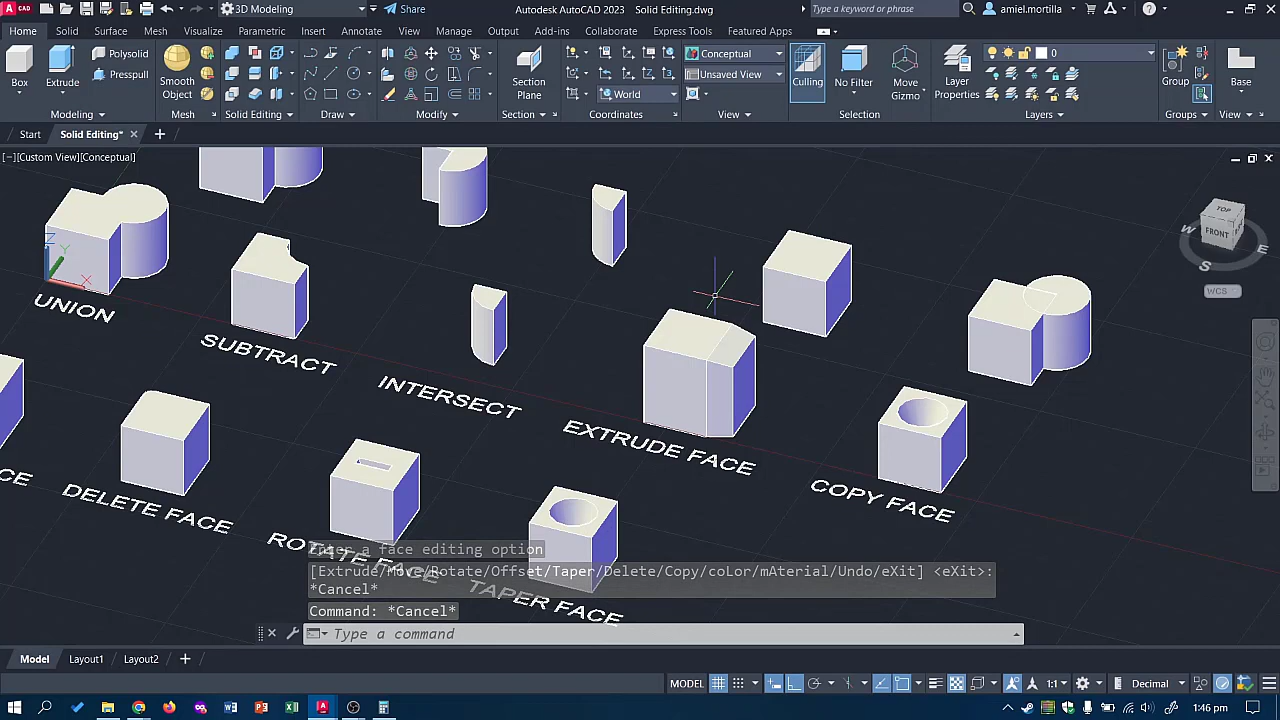 CAD
3D Modeling
Share
Autodesk AutoCAD 2023 Solid Editing.dwg
Type a keyword or phrase
amiel.mortilla
Home Solid Surface Mesh Visualize Parametric Insert Annotate View Manage Output Add-ins Collaborate Express Tools Featured Apps
Box
Extrude
Polysolid
Presspull
Smooth
Object
Section
Plane
World
Conceptual
Unsaved View
Culling
No Filter
Move
Gizmo
Layer
Properties
0
Group
Base
Modeling Mesh Solid Editing Draw Modify Section Coordinates View Selection Layers Groups View
Start Solid Editing*
[−][Custom View][Conceptual]
TOP
FRONT
W
S
E
WCS
Z
Y
X
UNION
SUBTRACT
INTERSECT
EXTRUDE FACE
COPY FACE
CE
DELETE FACE
ROTATE FACE
TAPER FACE
Enter a face editing option
[Extrude/Move/Rotate/Offset/Taper/Delete/Copy/coLor/mAterial/Undo/eXit] <eXit>:
*Cancel*
Command: *Cancel*
Type a command
Model Layout1 Layout2
MODEL
1:1
Decimal
1:46 pm